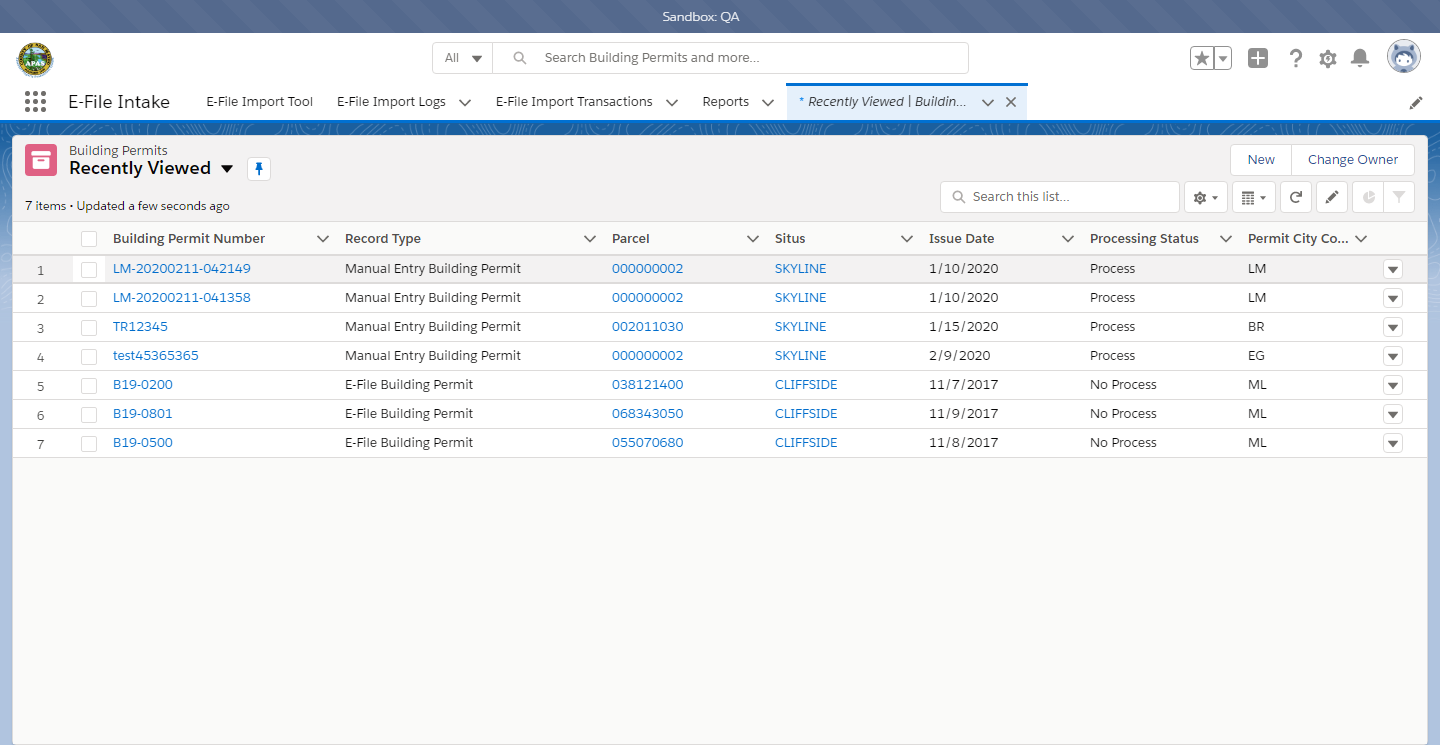 Sandbox: QA
APAS
All
Search Building Permits and more...
E-File Intake
E-File Import Tool
E-File Import Logs
E-File Import Transactions
Reports
* Recently Viewed | Buildin...
Building Permits
Recently Viewed
New
Change Owner
7 items • Updated a few seconds ago
Search this list...
Building Permit Number Record Type Parcel Situs Issue Date Processing Status Permit City Co...
1 LM-20200211-042149 Manual Entry Building Permit 000000002 SKYLINE 1/10/2020 Process LM
2 LM-20200211-041358 Manual Entry Building Permit 000000002 SKYLINE 1/10/2020 Process LM
3 TR12345 Manual Entry Building Permit 002011030 SKYLINE 1/15/2020 Process BR
4 test45365365 Manual Entry Building Permit 000000002 SKYLINE 2/9/2020 Process EG
5 B19-0200 E-File Building Permit 038121400 CLIFFSIDE 11/7/2017 No Process ML
6 B19-0801 E-File Building Permit 068343050 CLIFFSIDE 11/9/2017 No Process ML
7 B19-0500 E-File Building Permit 055070680 CLIFFSIDE 11/8/2017 No Process ML